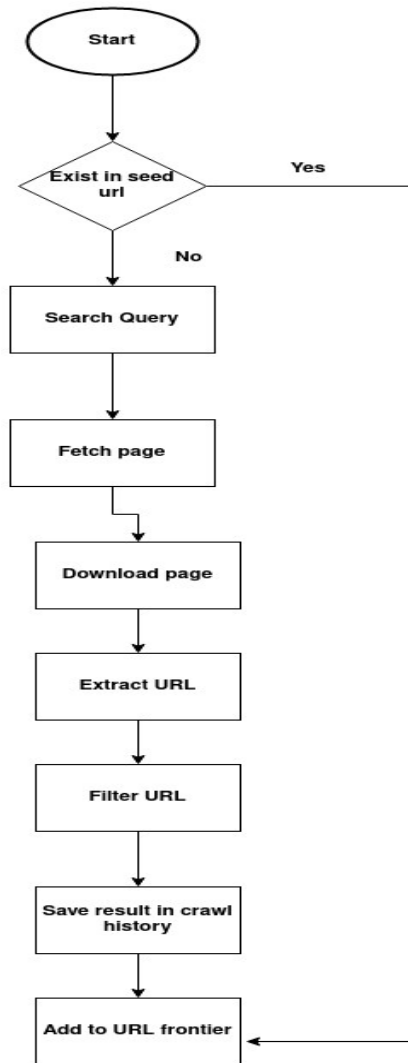 Start
Exist in seed
url
Yes
No
Search Query
Fetch page
Download page
Extract URL
Filter URL
Save result in crawl
history
Add to URL frontier